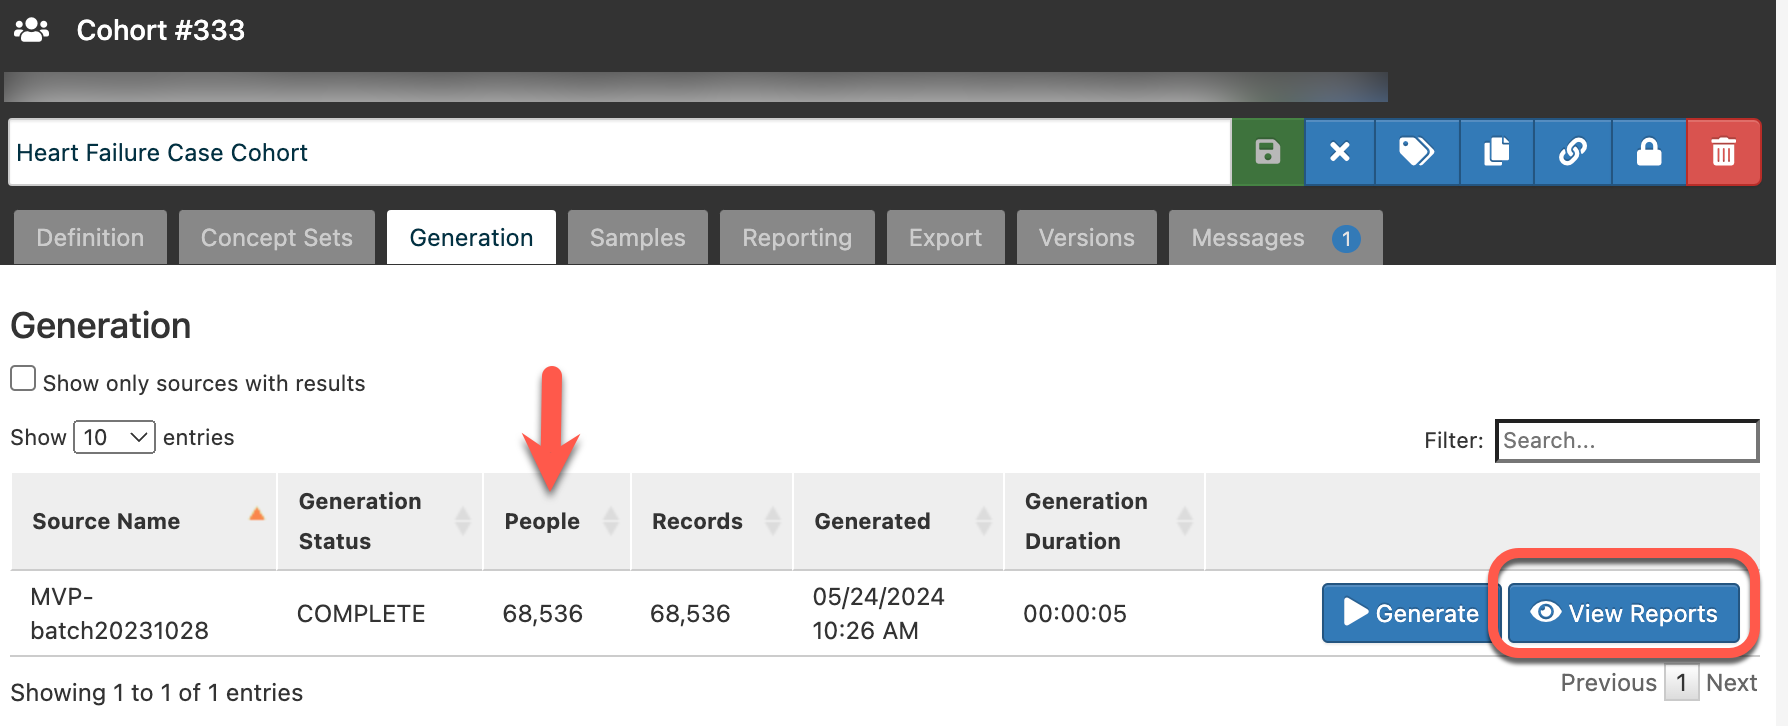 Cohort #333
Heart Failure Case Cohort
Definition Concept Sets Generation Samples Reporting Export Versions Messages 1
Generation
Show only sources with results
Show 10 entries
Filter: Search...
Source Name Generation Status People Records Generated Generation Duration
MVP-batch20231028 COMPLETE 68,536 68,536 05/24/2024 10:26 AM 00:00:05 Generate View Reports
Showing 1 to 1 of 1 entries
Previous 1 Next